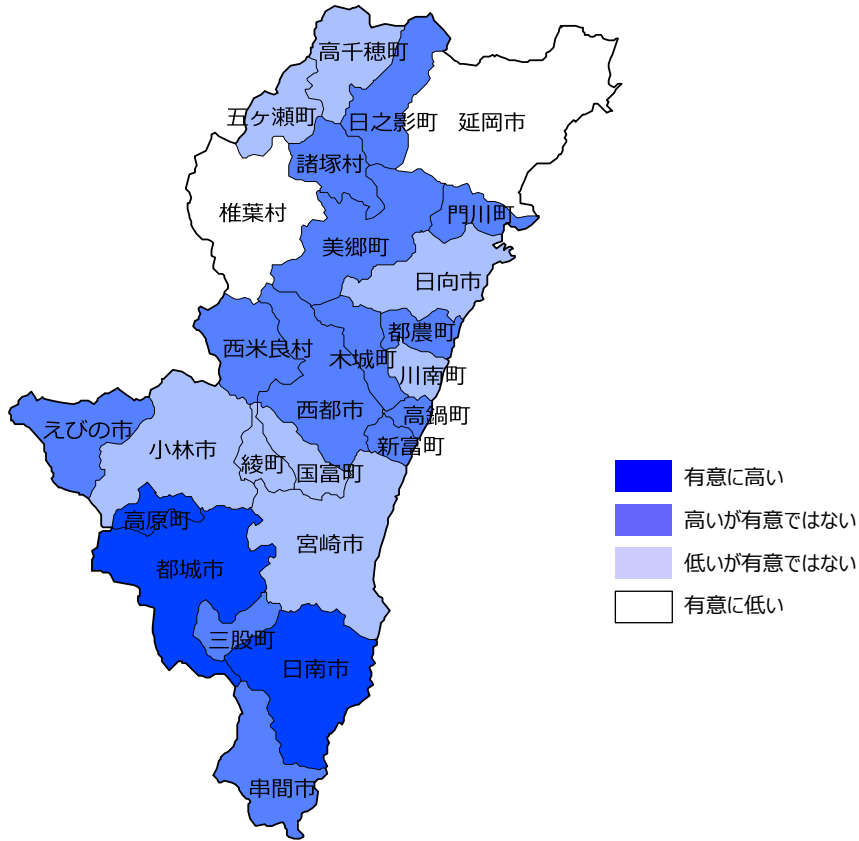 高千穂町
五ヶ瀬町
日之影町
延岡市
諸塚村
椎葉村
門川町
美郷町
日向市
都農町
西米良村
木城町
川南町
西都市
高鍋町
えびの市
新富町
小林市
綾町
国富町
高原町
宮崎市
都城市
三股町
日南市
串間市
有意に高い
高いが有意ではない
低いが有意ではない
有意に低い